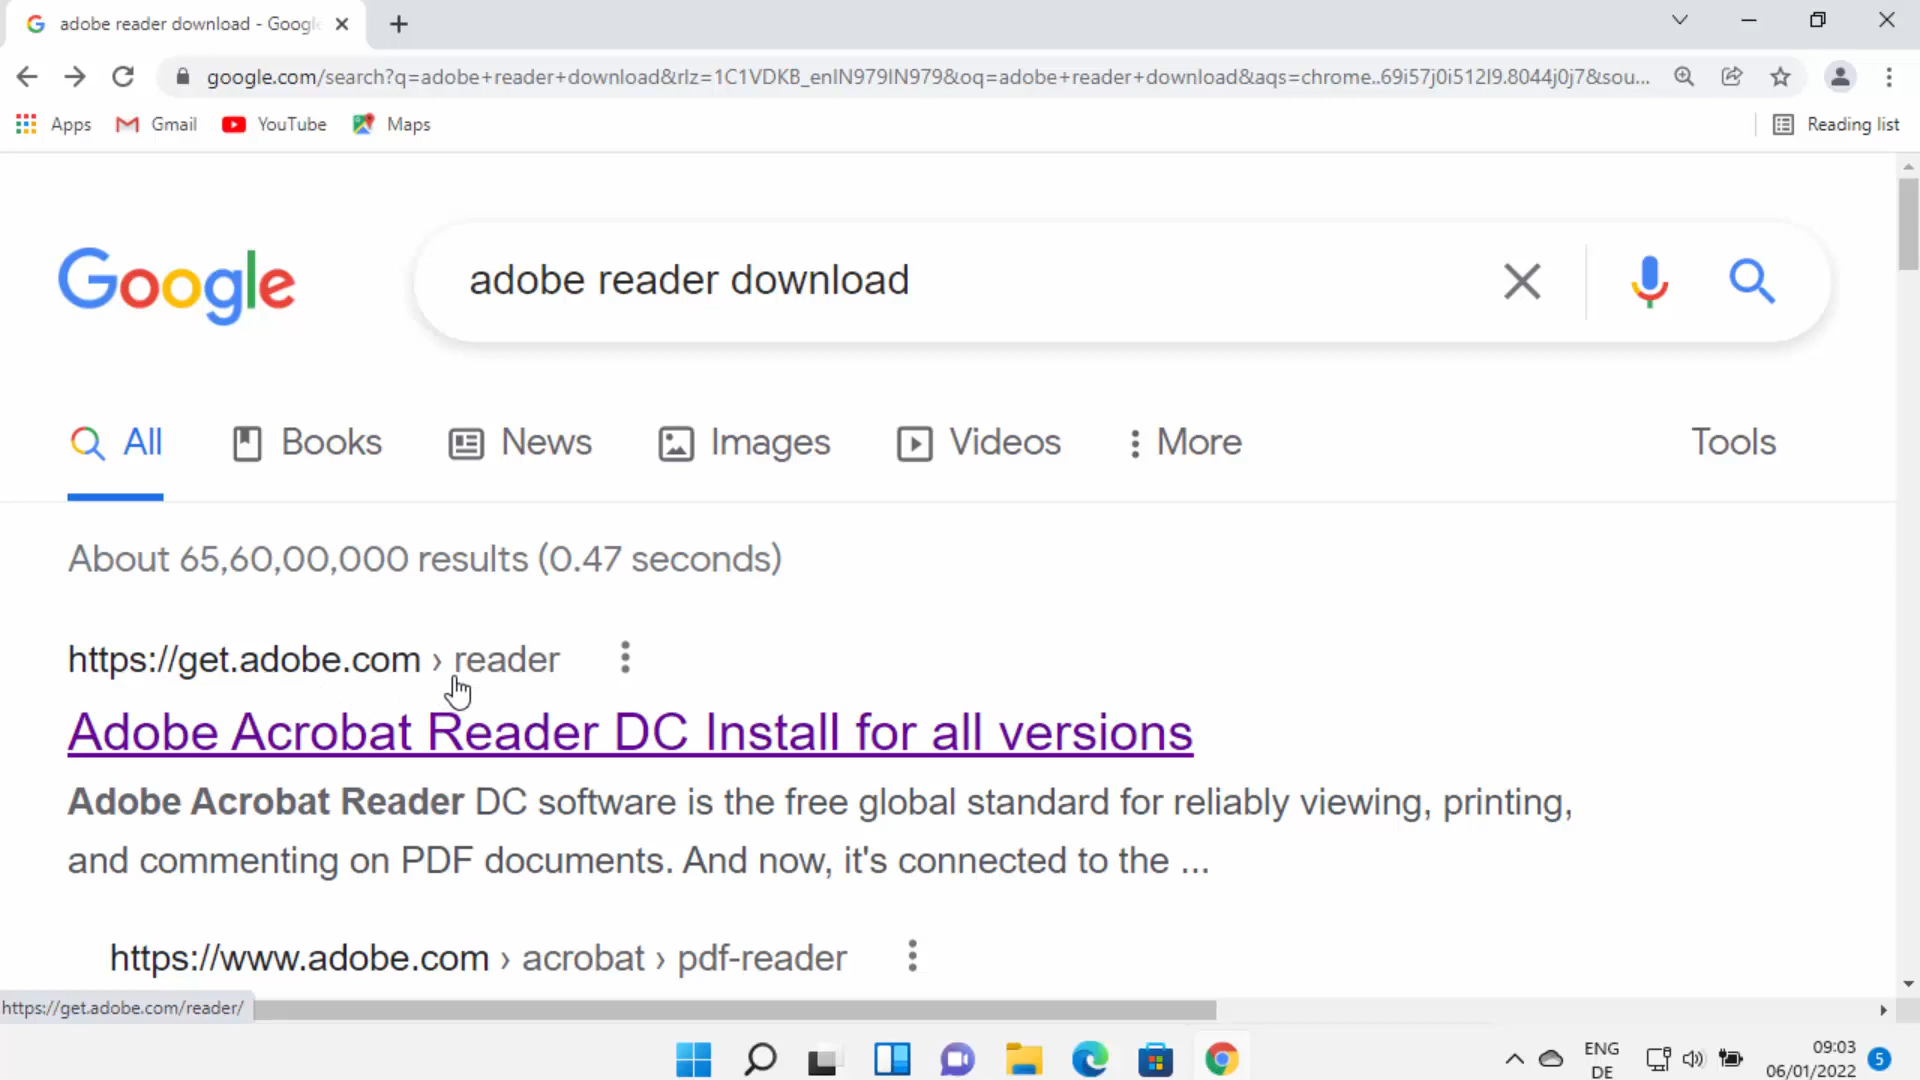 adobe reader download - Googl
google.com/search?q=adobe+reader+download&rlz=1C1VDKB_enIN979IN979&oq=adobe+reader+download&aqs=chrome..69i57j0i512l9.8044j0j7&sou...
Apps Gmail YouTube Maps Reading list
Google adobe reader download
All Books News Images Videos More Tools
About 65,60,00,000 results (0.47 seconds)
https://get.adobe.com › reader
Adobe Acrobat Reader DC Install for all versions
Adobe Acrobat Reader DC software is the free global standard for reliably viewing, printing,
and commenting on PDF documents. And now, it's connected to the ...
https://www.adobe.com › acrobat › pdf-reader
https://get.adobe.com/reader/
ENG 09:03
DE 06/01/2022 5